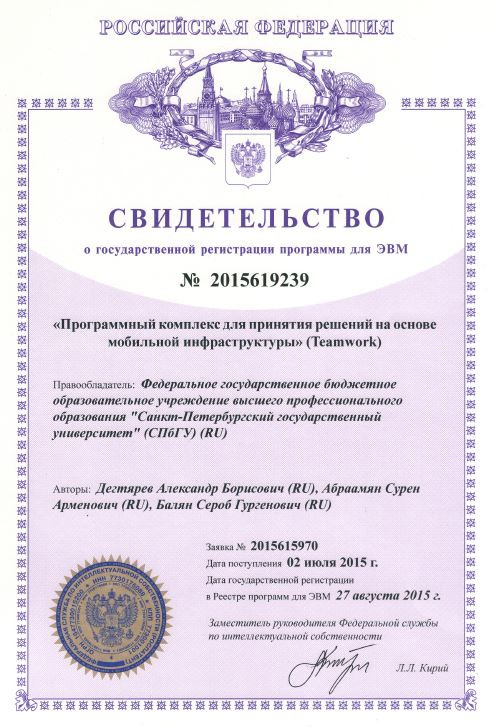 РОССИЙСКАЯ ФЕДЕРАЦИЯ
СВИДЕТЕЛЬСТВО
о государственной регистрации программы для ЭВМ
№ 2015619239
«Программный комплекс для принятия решений на основе
мобильной инфраструктуры» (Teamwork)
Правообладатель: Федеральное государственное бюджетное
образовательное учреждение высшего профессионального
образования "Санкт-Петербургский государственный
университет" (СПбГУ) (RU)
Авторы: Дегтярев Александр Борисович (RU), Абраамян Сурен
Арменович (RU), Балян Сероб Гургенович (RU)
Заявка № 2015615970
Дата поступления 02 июля 2015 г.
Дата государственной регистрации
в Реестре программ для ЭВМ 27 августа 2015 г.
Заместитель руководителя Федеральной службы
по интеллектуальной собственности
Л.Л. Кирий